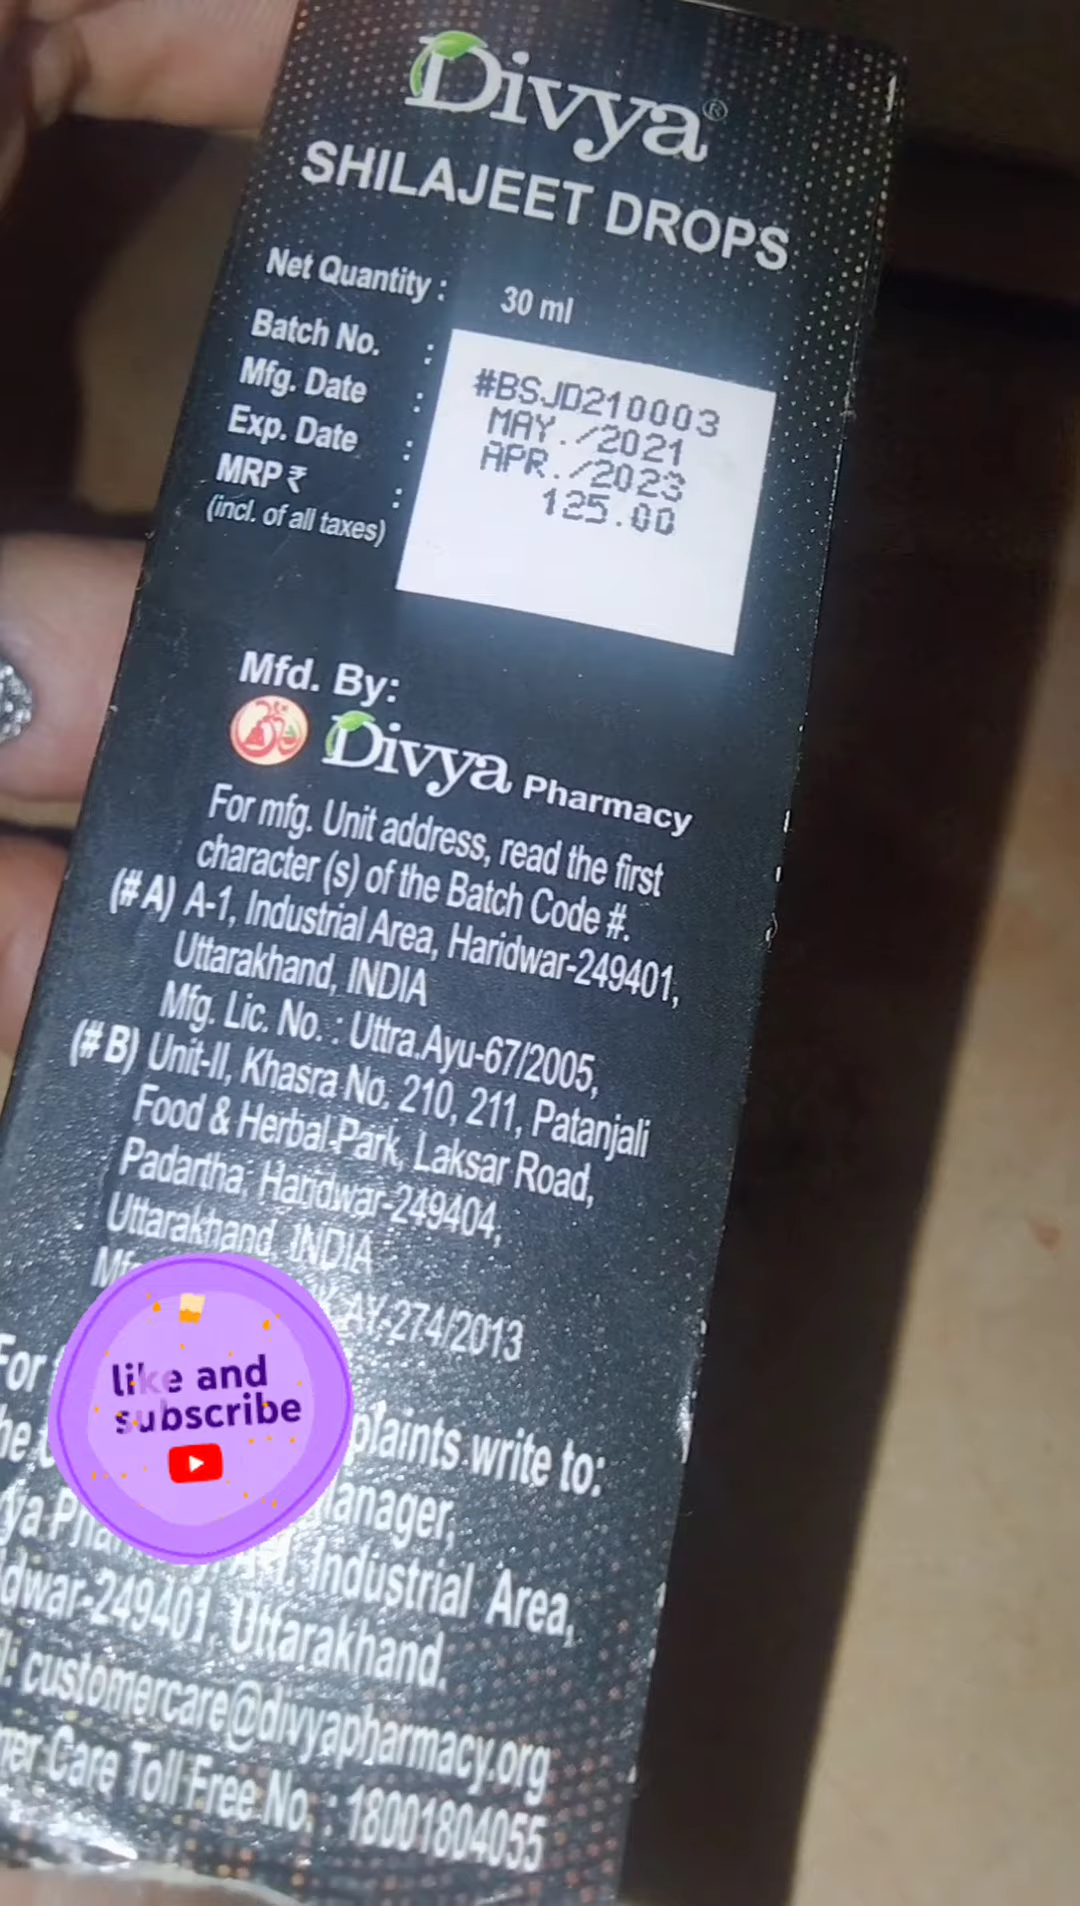 Divya®
SHILAJEET DROPS
Net Quantity : 30 ml
Batch No. : #BSJD210003
Mfg. Date : MAY./2021
Exp. Date : APR./2023
MRP ₹ : 125.00
(incl. of all taxes)
Mfd. By:
Divya Pharmacy
For mfg. Unit address, read the first
character (s) of the Batch Code #.
(# A) A-1, Industrial Area, Haridwar-249401,
Uttarakhand, INDIA
Mfg. Lic. No. : Uttra.Ayu-67/2005,
(# B) Unit-II, Khasra No. 210, 211, Patanjali
Food & Herbal Park, Laksar Road,
Padartha, Haridwar-249404,
Uttarakhand, INDIA
AY-274/2013
For
plaints write to:
Manager,
Industrial Area,
dwar-249401, Uttarakhand.
customercare@divyapharmacy.org
Care Toll Free No. : 18001804055
like and
subscribe